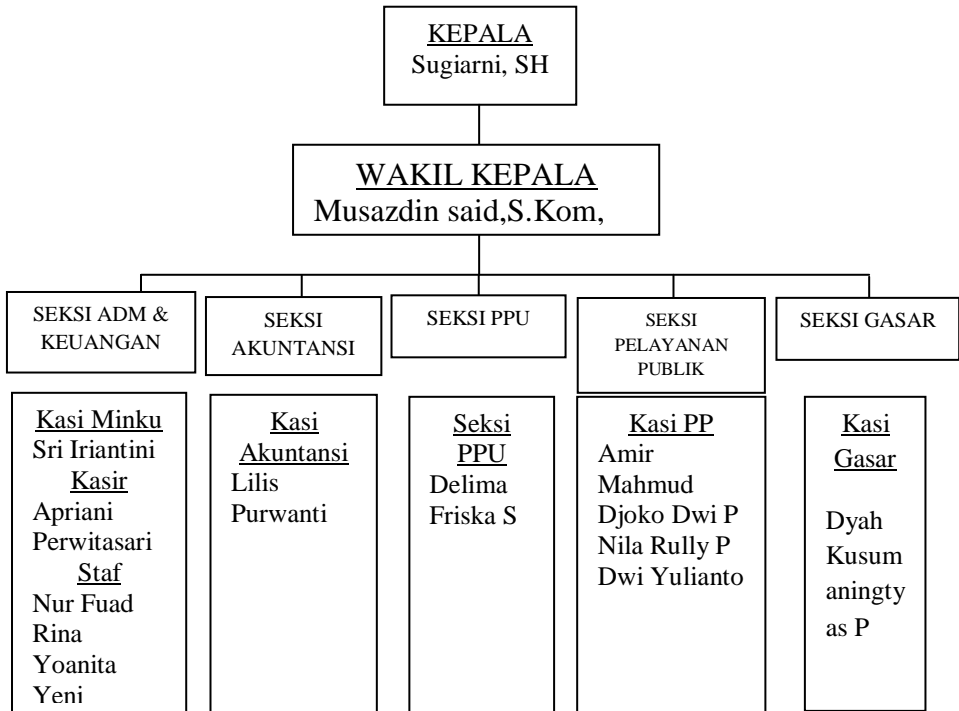 KEPALA
Sugiarni, SH
WAKIL KEPALA
Musazdin said,S.Kom,
SEKSI ADM &
KEUANGAN
SEKSI
AKUNTANSI
SEKSI PPU
SEKSI
PELAYANAN
PUBLIK
SEKSI GASAR
Kasi Minku
Sri Iriantini
Kasir
Apriani
Perwitasari
Staf
Nur Fuad
Rina
Yoanita
Yeni
Kasi
Akuntansi
Lilis
Purwanti
Seksi
PPU
Delima
Friska S
Kasi PP
Amir
Mahmud
Djoko Dwi P
Nila Rully P
Dwi Yulianto
Kasi
Gasar
Dyah
Kusum
aningty
as P